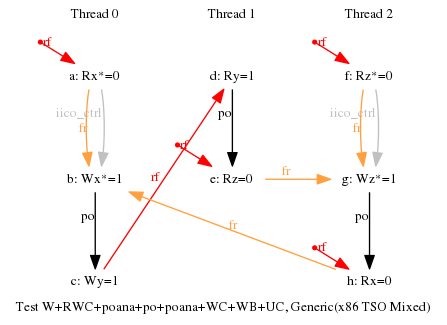 Thread 0 Thread 1 Thread 2
rf rf
a: Rx*=0 d: Ry=1 f: Rz*=0
iico_ctrl po iico_ctrl
fr fr
rf
rf fr
b: Wx*=1 e: Rz=0 g: Wz*=1
po po
fr
rf
c: Wy=1 h: Rx=0
Test W+RWC+poana+po+poana+WC+WB+UC, Generic(x86 TSO Mixed)